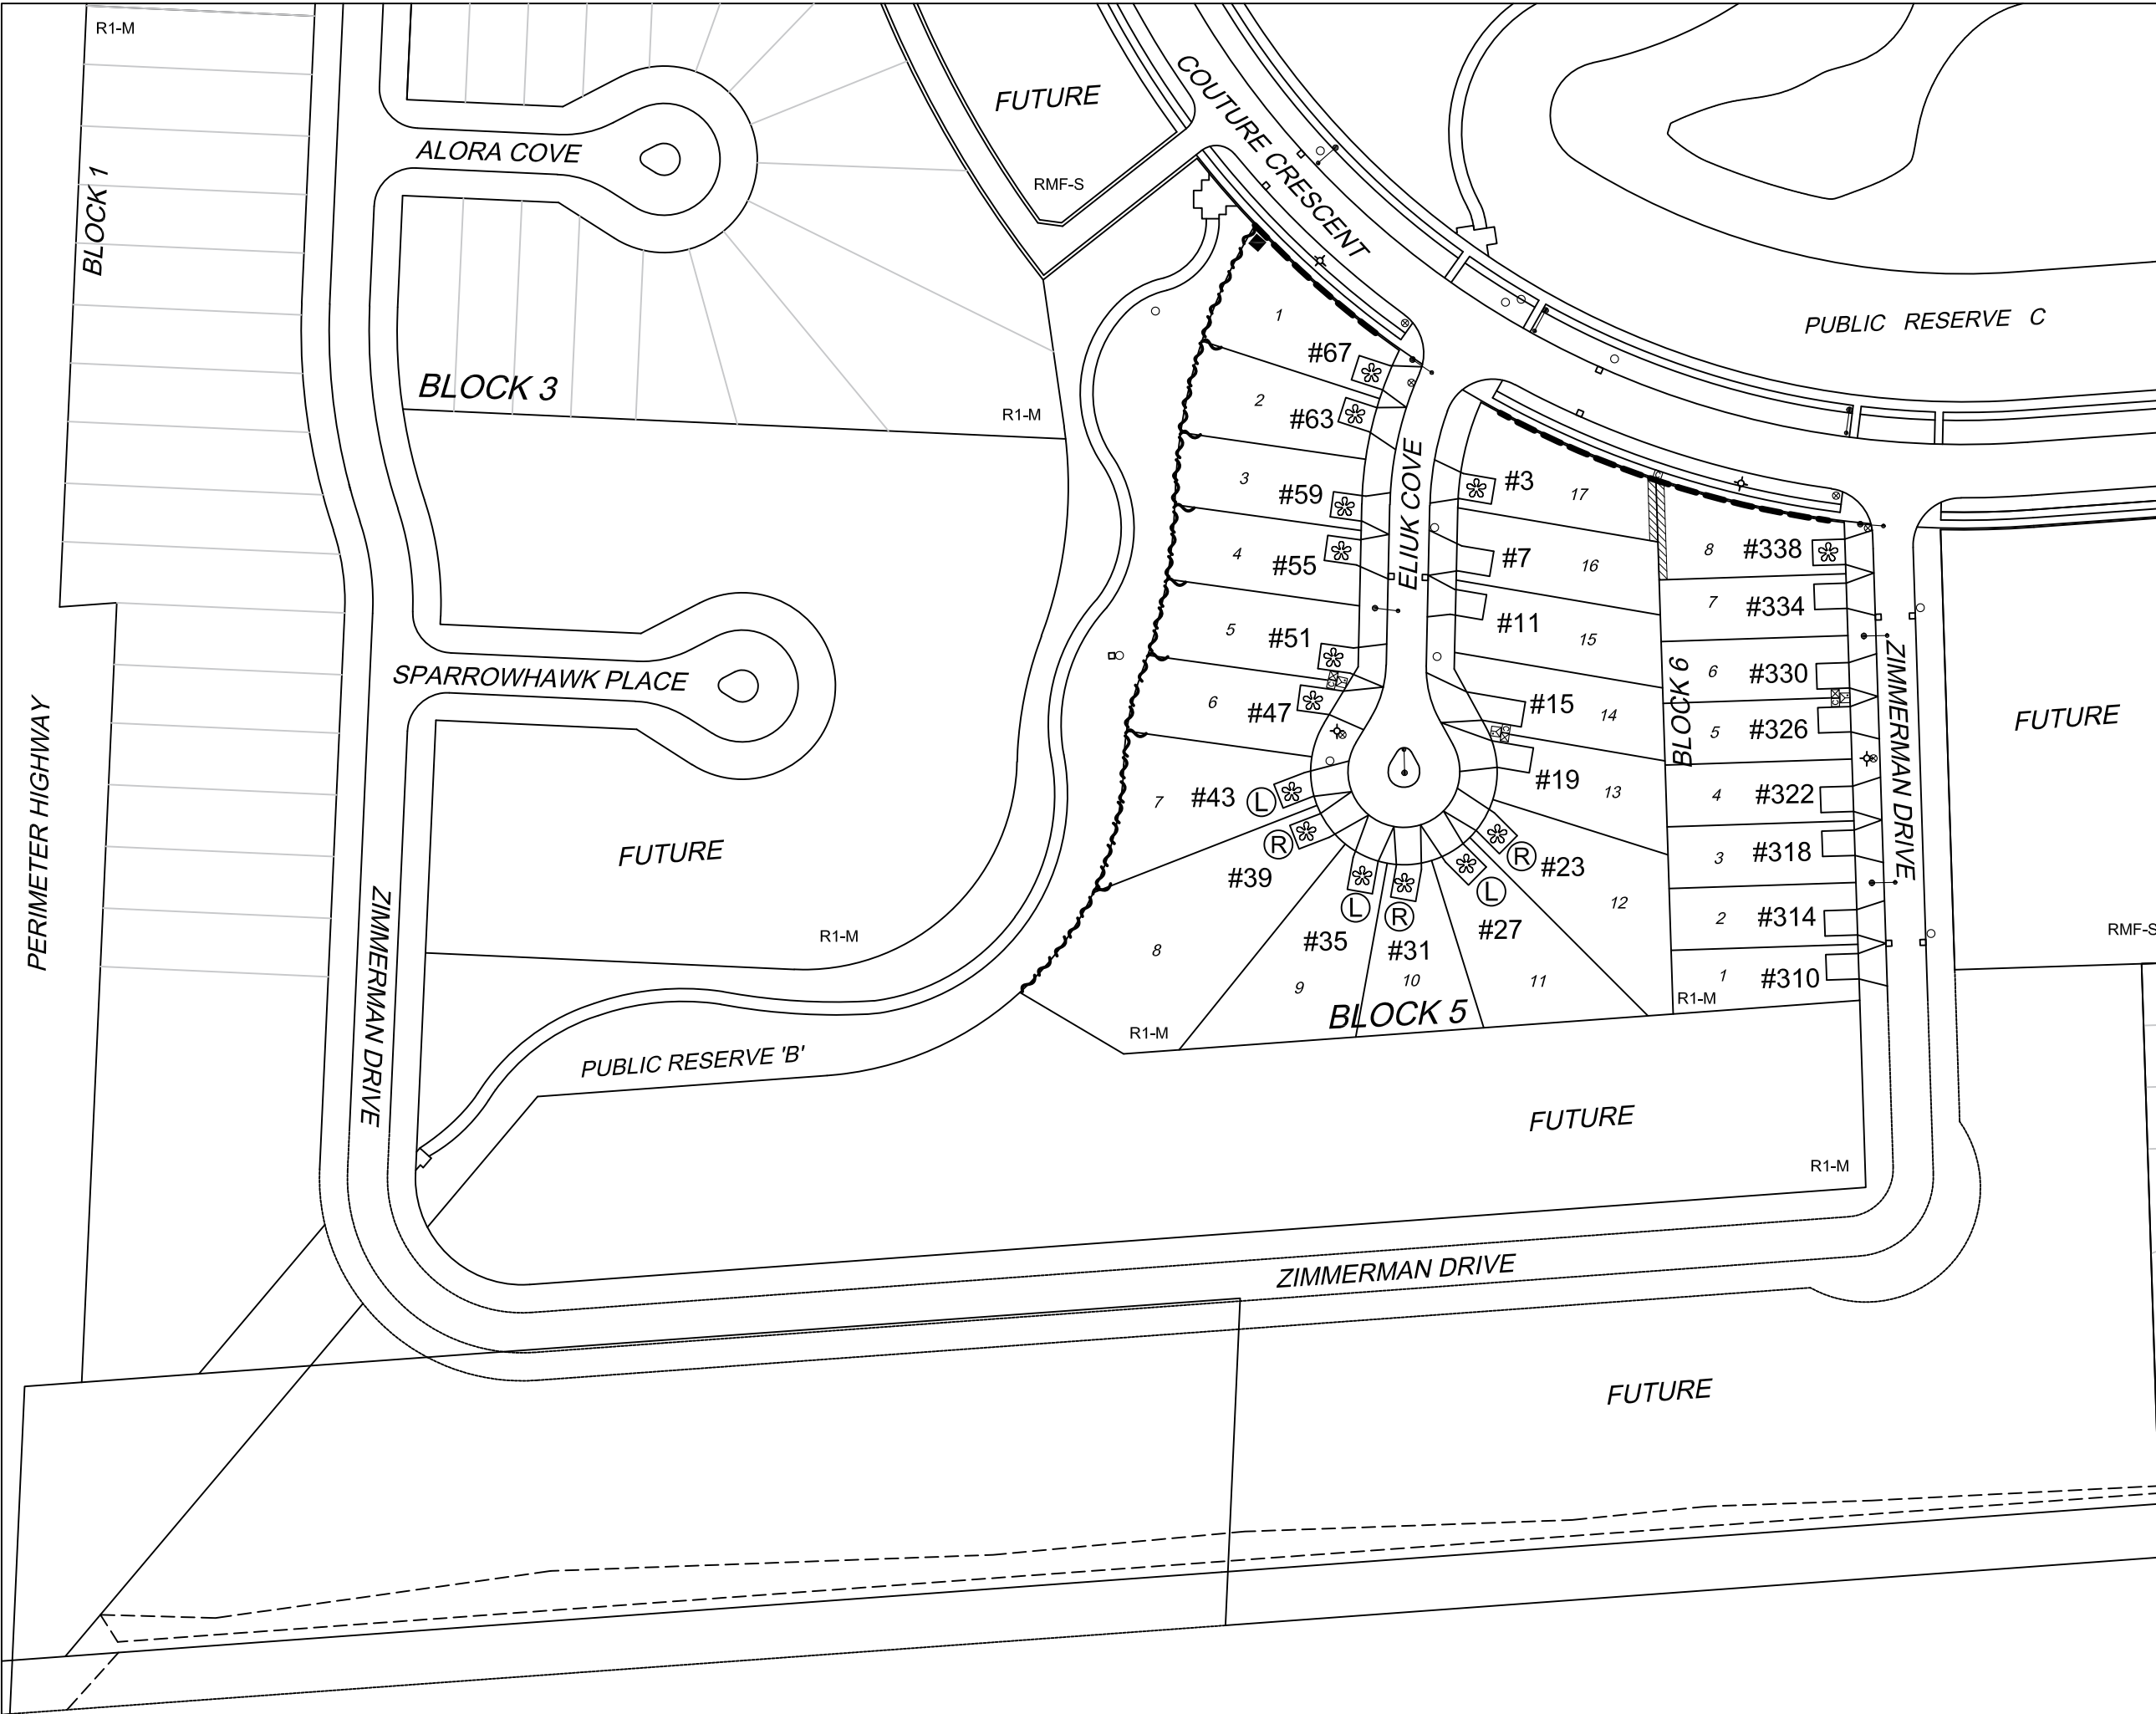 R1-M
BLOCK 1
ALORA COVE
FUTURE
RMF-S
COUTURE CRESCENT
PUBLIC RESERVE C
BLOCK 3
R1-M
1
#67
2
#63
3
#59
4
#55
5
#51
6
#47
7
#43
L
R
#39
8
L
#35
9
R
#31
10
L
#27
11
R
#23
12
#19
13
#15
14
#11
15
#7
16
#3
17
ELIUK COVE
BLOCK 5
R1-M
BLOCK 6
8
#338
7
#334
6
#330
5
#326
4
#322
3
#318
2
#314
1
#310
R1-M
ZIMMERMAN DRIVE
FUTURE
RMF-S
SPARROWHAWK PLACE
PERIMETER HIGHWAY
FUTURE
R1-M
ZIMMERMAN DRIVE
PUBLIC RESERVE 'B'
FUTURE
R1-M
ZIMMERMAN DRIVE
FUTURE